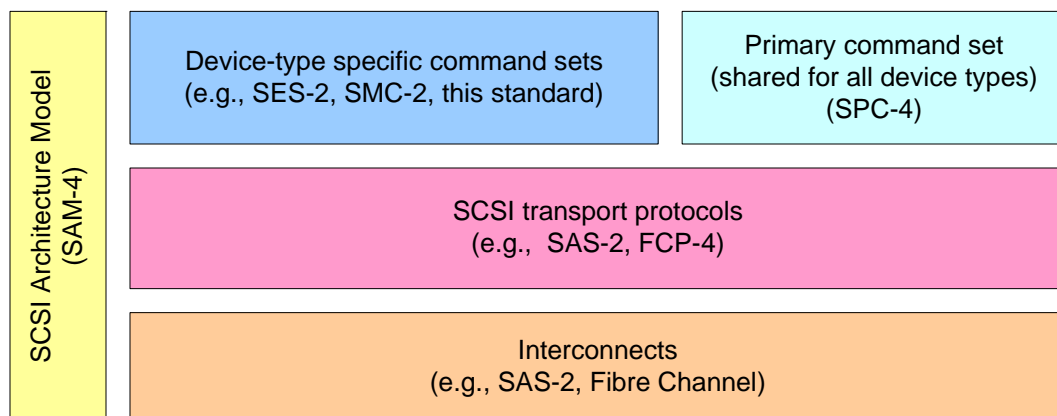 SCSI Architecture Model
(SAM-4)
Device-type specific command sets
(e.g., SES-2, SMC-2, this standard)
Primary command set
(shared for all device types)
(SPC-4)
SCSI transport protocols
(e.g.,  SAS-2, FCP-4)
Interconnects
(e.g., SAS-2, Fibre Channel)